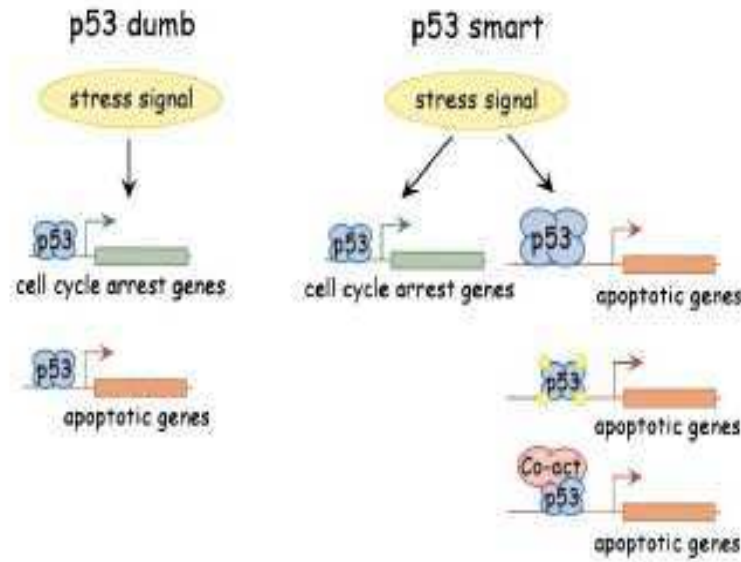 p53 dumb
stress signal
p53
cell cycle arrest genes
p53
apoptotic genes
p53 smart
stress signal
p53
cell cycle arrest genes
p53
apoptotic genes
p53
apoptotic genes
Co-act
p53
apoptotic genes